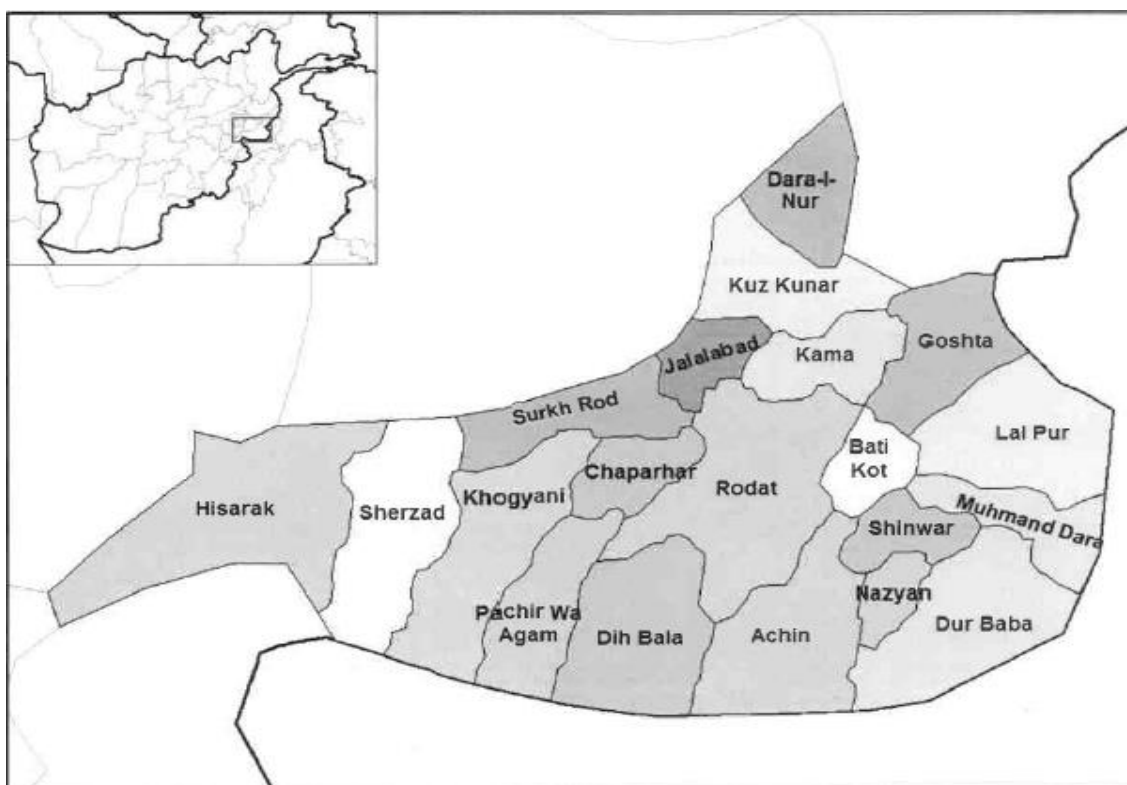 Dara-I-
Nur
Kuz Kunar
Goshta
Jalalabad
Kama
Surkh Rod
Lal Pur
Bati
Kot
Chaparhar
Khogyani
Rodat
Hisarak
Sherzad
Muhmand Dara
Shinwar
Nazyan
Pachir Wa
Agam
Dih Bala
Achin
Dur Baba